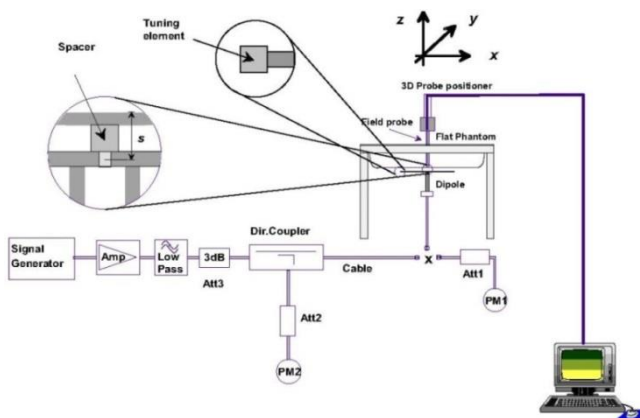 Tuning
element
Spacer
s
z
y
x
3D Probe positioner
Field probe
Flat Phantom
Dipole
Signal
Generator
Amp
Low
Pass
3dB
Att3
Dir.Coupler
Cable
x
Att1
PM1
Att2
PM2